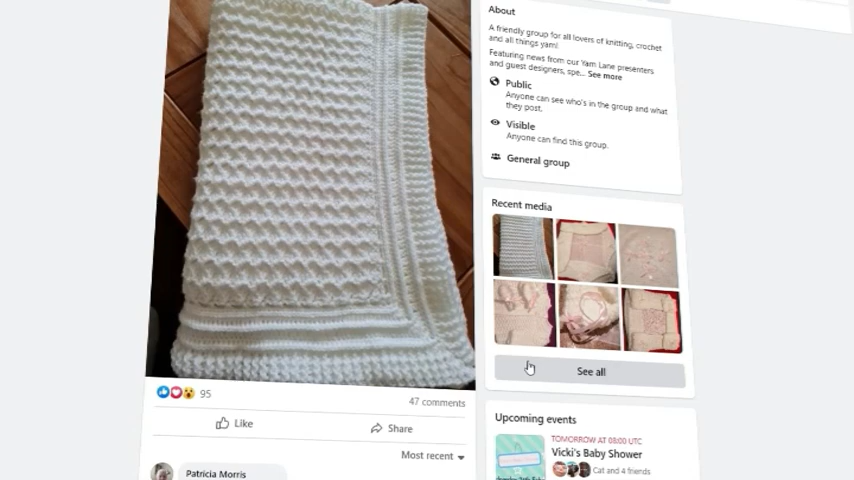 95
47 comments
Like
Share
Most recent
Patricia Morris
About
A friendly group for all lovers of knitting, crochet
and all things yarn!
Featuring news from our Yarn Lane presenters
and guest designers, spe... See more
Public
Anyone can see who's in the group and what
they post.
Visible
Anyone can find this group.
General group
Recent media
See all
Upcoming events
TOMORROW AT 08:00 UTC
Vicki's Baby Shower
Cat and 4 friends